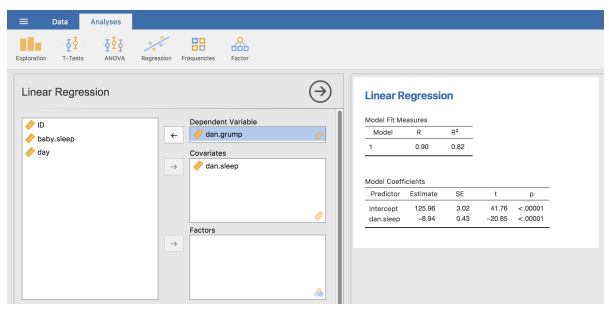 Data Analyses
Exploration T-Tests ANOVA Regression Frequencies Factor
Linear Regression
ID
baby.sleep
day
Dependent Variable
dan.grump
Covariates
dan.sleep
Factors
Linear Regression
Model Fit Measures
Model R R²
1 0.90 0.82
Model Coefficients
Predictor Estimate SE t p
Intercept 125.96 3.02 41.76 <.00001
dan.sleep −8.94 0.43 −20.85 <.00001